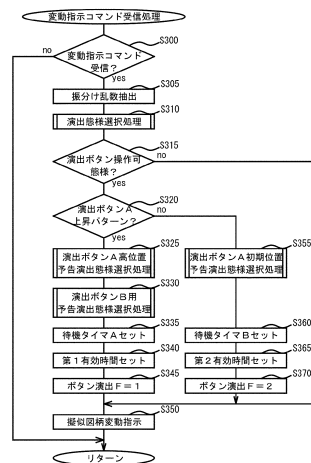 変動指示コマンド受信処理
S300
no
変動指示コマンド
受信？
yes
S305
振分け乱数抽出
S310
演出態様選択処理
S315
no
演出ボタン操作可
態様？
yes
S320
no
演出ボタンA
上昇パターン？
yes
S325
演出ボタンA高位置
予告演出態様選択処理
S355
演出ボタンA初期位置
予告演出態様選択処理
S330
演出ボタンB用
予告演出態様選択処理
S335
待機タイマAセット
S360
待機タイマBセット
S340
第1有効時間セット
S365
第2有効時間セット
S345
ボタン演出F＝1
S370
ボタン演出F＝2
S350
擬似図柄変動指示
リターン